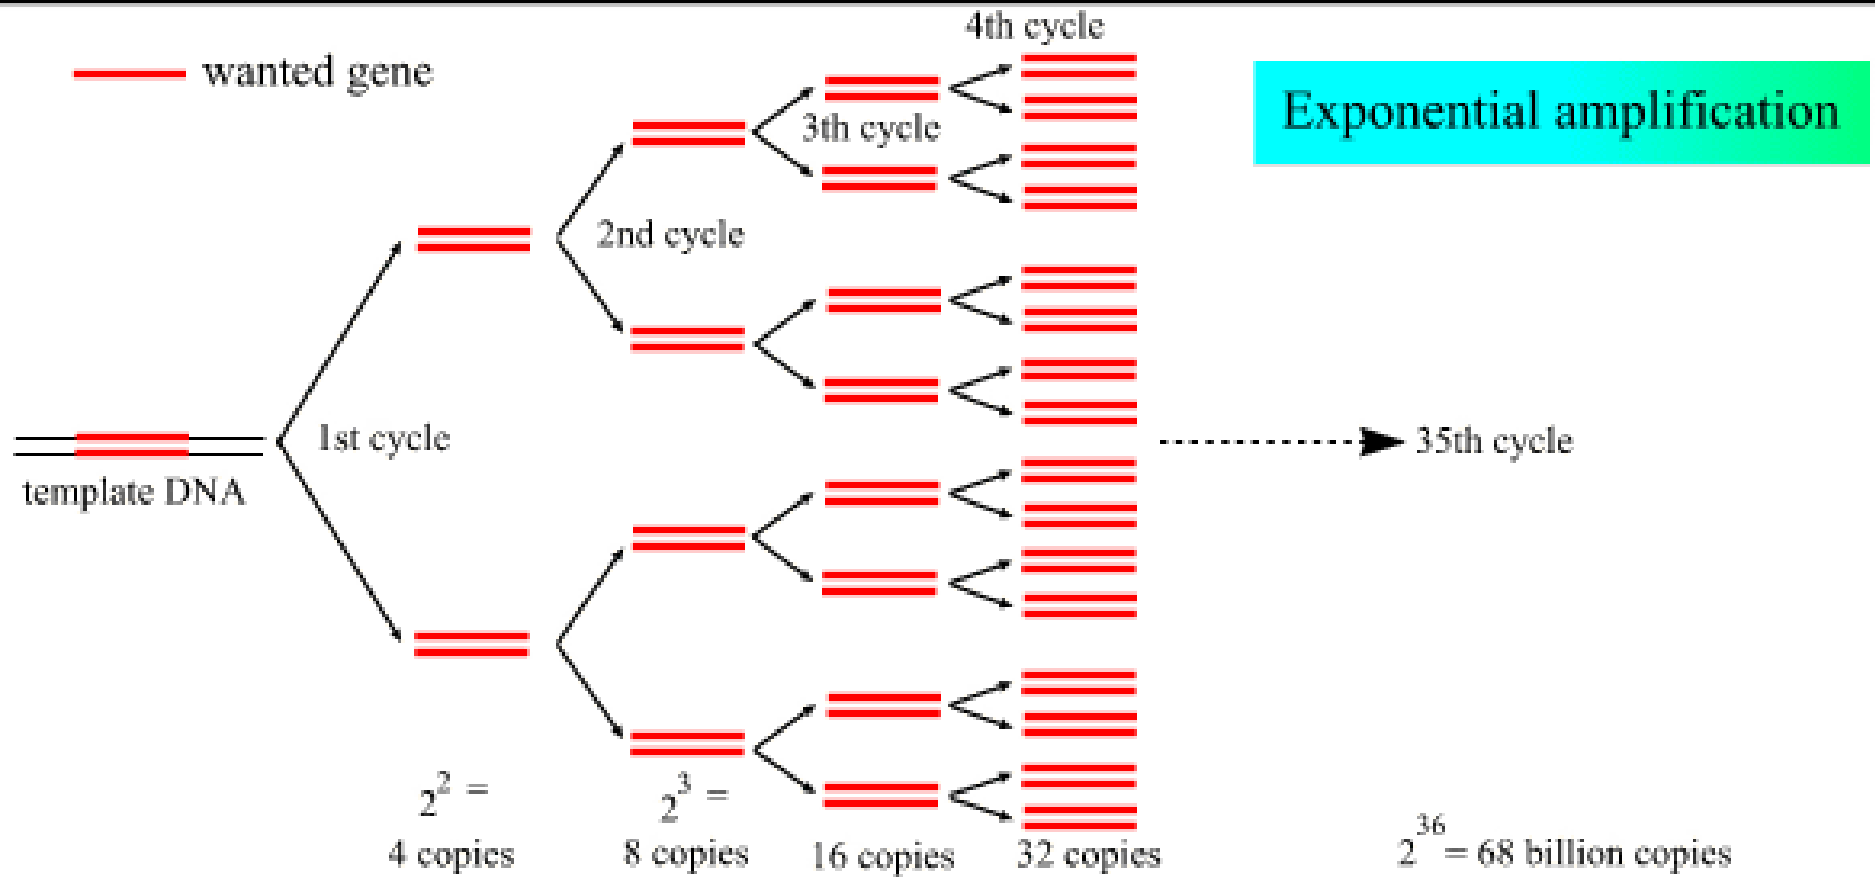 4th cycle
wanted gene
Exponential amplification
3th cycle
2nd cycle
1st cycle
35th cycle
template DNA
2² =
4 copies
2³ =
8 copies
16 copies
32 copies
2³⁶ = 68 billion copies